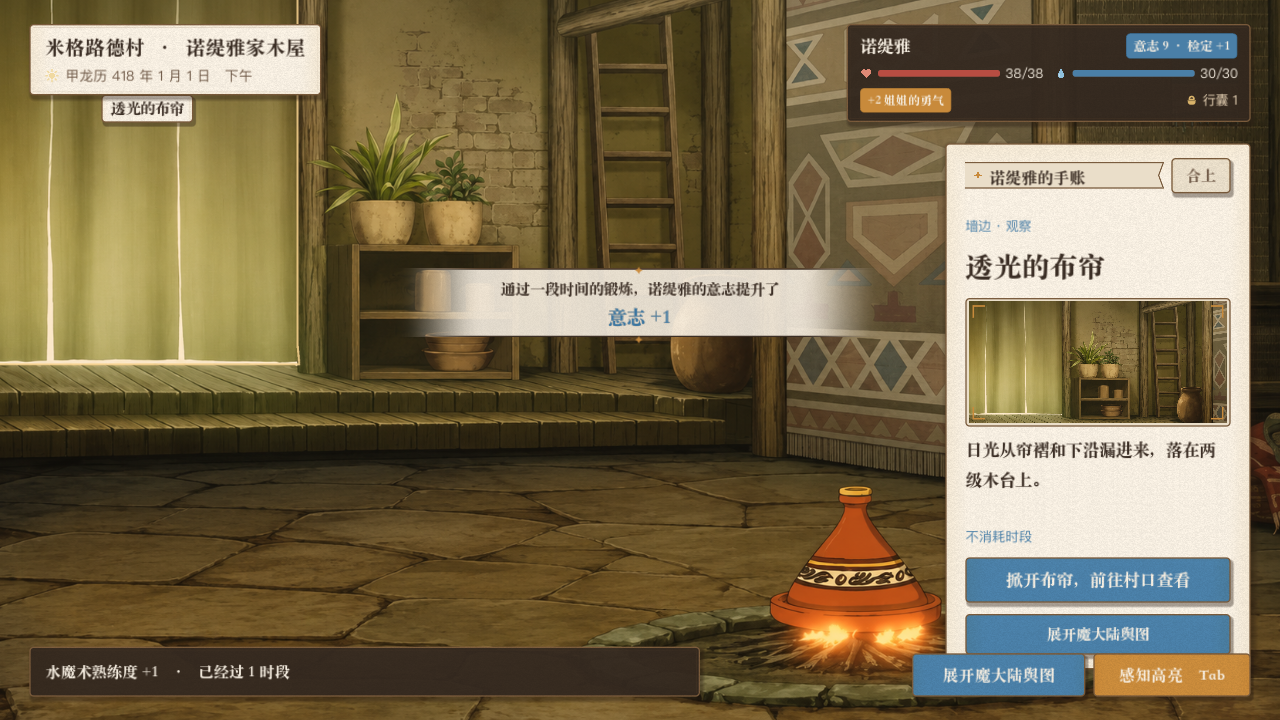 米格路德村 · 诺缇雅家木屋
甲龙历 418 年 1 月 1 日 下午
透光的布帘
诺缇雅
意志 9 · 检定 +1
38/38
30/30
+2 姐姐的勇气
行囊 1
通过一段时间的锻炼，诺缇雅的意志提升了
意志 +1
诺缇雅的手账
合上
墙边 · 观察
透光的布帘
日光从帘褶和下沿漏进来，落在两
级木台上。
不消耗时段
掀开布帘，前往村口查看
展开魔大陆舆图
水魔术熟练度 +1 · 已经过 1 时段
展开魔大陆舆图
感知高亮 Tab